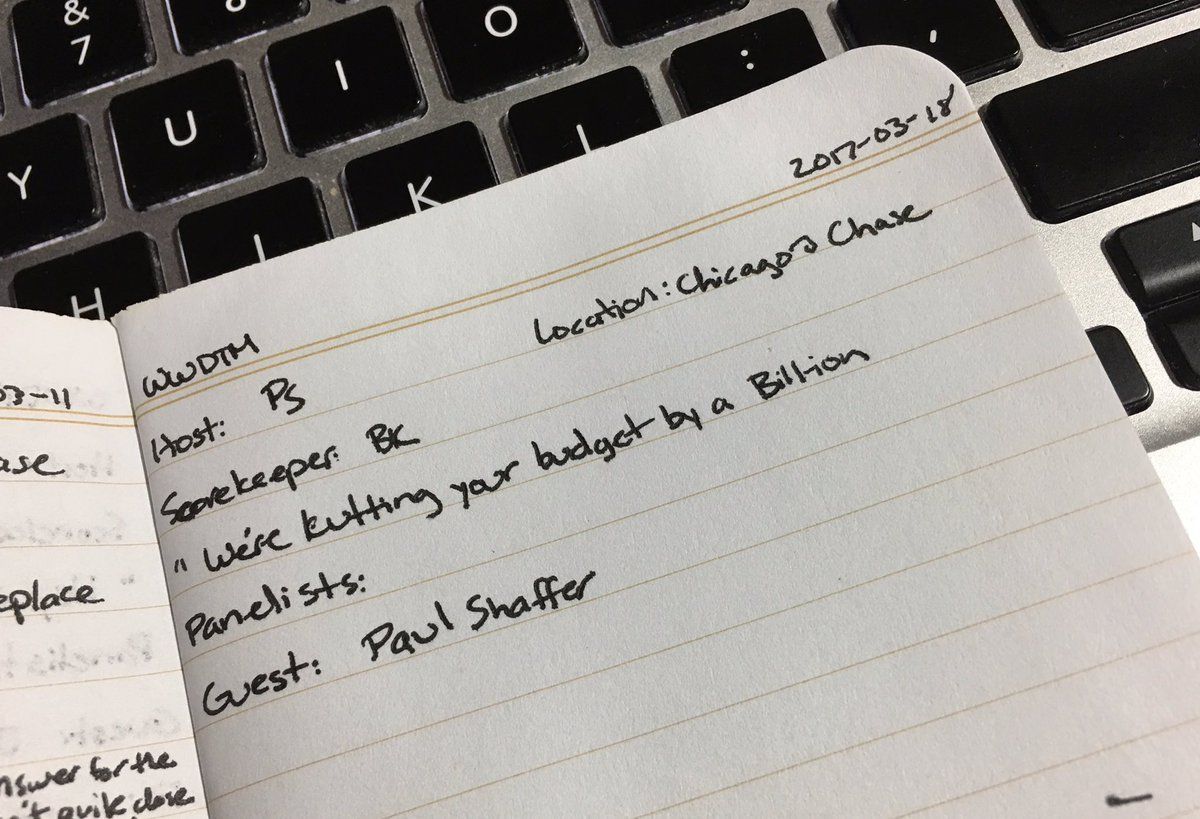 &
7
8
O
I
:
U
Y
K
J
H
2017-03-18
WWDTM
Location: Chicago → Chase
Host: PS
Scorekeeper: BK
" We're kutting your budget by a Billion
Panelists:
Guest: Paul Shaffer
03-11
ase
eplace
nswer for the
't quite close